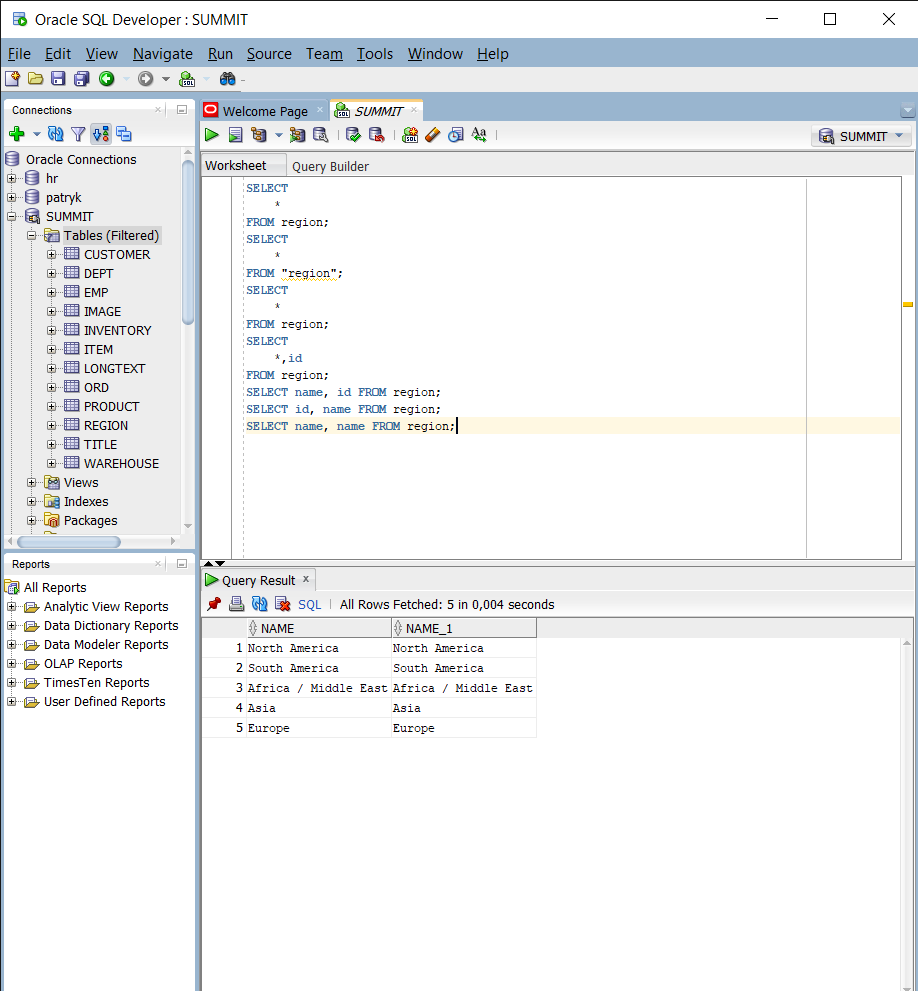 Oracle SQL Developer : SUMMIT
File Edit View Navigate Run Source Team Tools Window Help
Connections
Oracle Connections
hr
patryk
SUMMIT
Tables (Filtered)
CUSTOMER
DEPT
EMP
IMAGE
INVENTORY
ITEM
LONGTEXT
ORD
PRODUCT
REGION
TITLE
WAREHOUSE
Views
Indexes
Packages
Reports
All Reports
Analytic View Reports
Data Dictionary Reports
Data Modeler Reports
OLAP Reports
TimesTen Reports
User Defined Reports
Welcome Page SUMMIT
SUMMIT
Worksheet Query Builder
SELECT
*
FROM region;
SELECT
*
FROM "region";
SELECT
*
FROM region;
SELECT
*,id
FROM region;
SELECT name, id FROM region;
SELECT id, name FROM region;
SELECT name, name FROM region;
Query Result
SQL | All Rows Fetched: 5 in 0,004 seconds
NAME NAME_1
1 North America North America
2 South America South America
3 Africa / Middle East Africa / Middle East
4 Asia Asia
5 Europe Europe